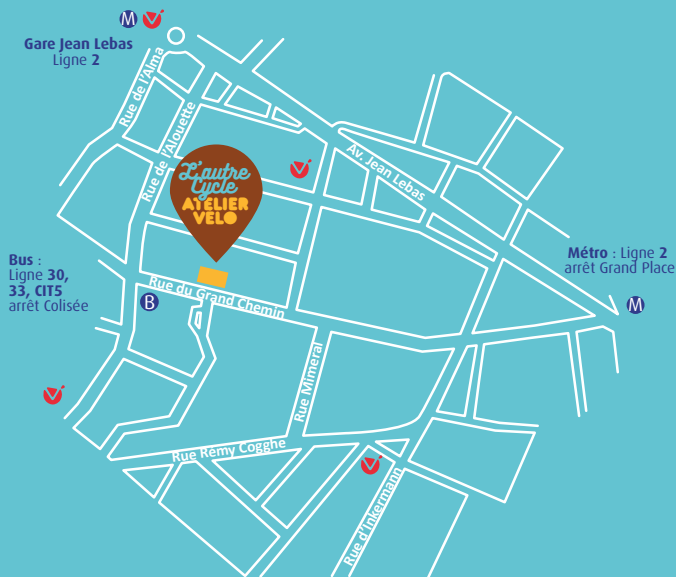 M
Gare Jean Lebas
Ligne 2
Rue de l'Alma
Rue de l'Alouette
L'autre
Cycle
ATELIER
VÉLO
Av. Jean Lebas
Bus :
Ligne 30,
33, CIT5
arrêt Colisée
B
Rue du Grand Chemin
Métro : Ligne 2
arrêt Grand Place
M
Rue Mimeral
Rue Remy Cogghe
Rue d'Inkermann